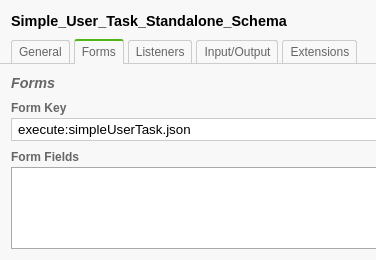 Simple_User_Task_Standalone_Schema
General Forms Listeners Input/Output Extensions
Forms
Form Key
execute:simpleUserTask.json
Form Fields